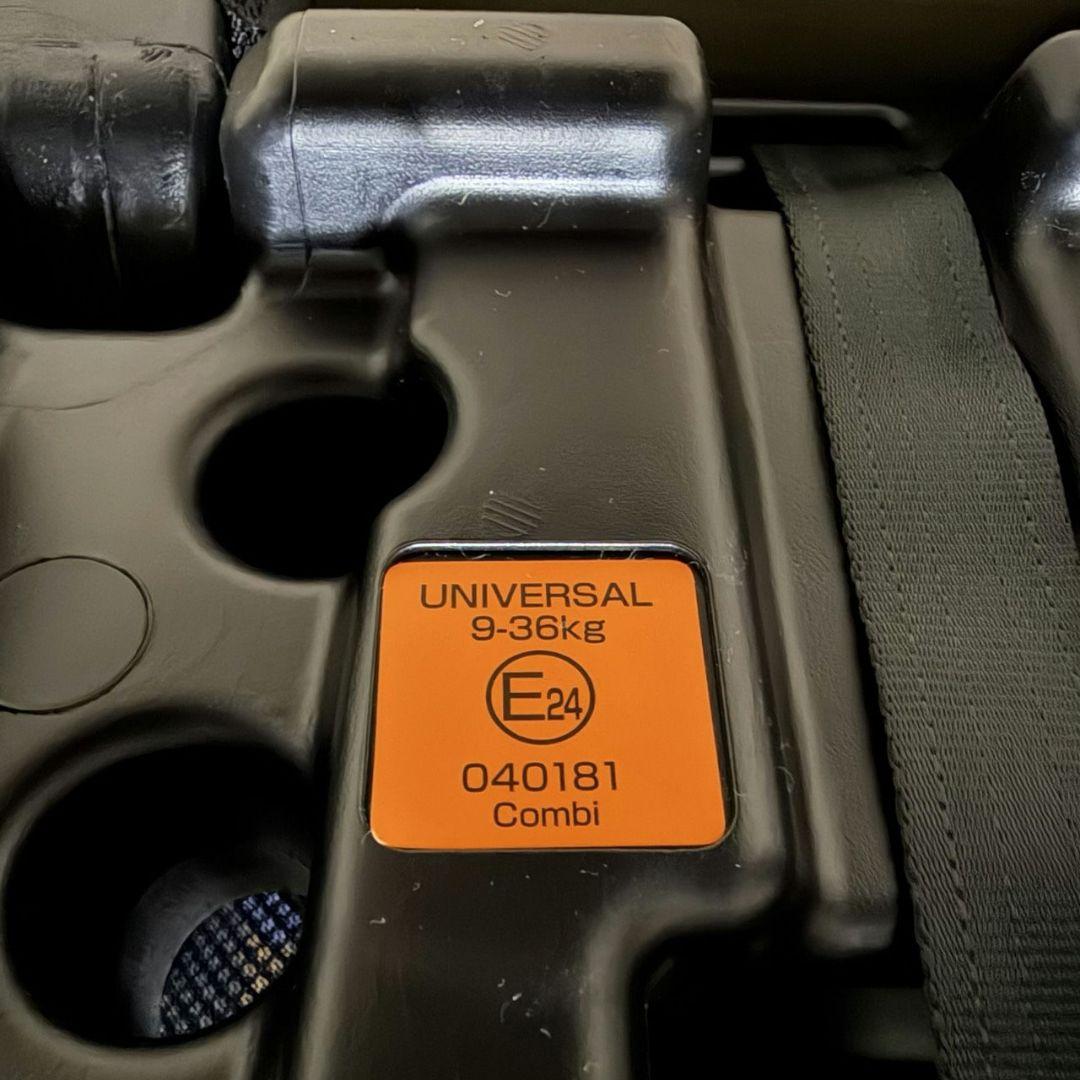 UNIVERSAL
9-36kg
E24
040181
Combi